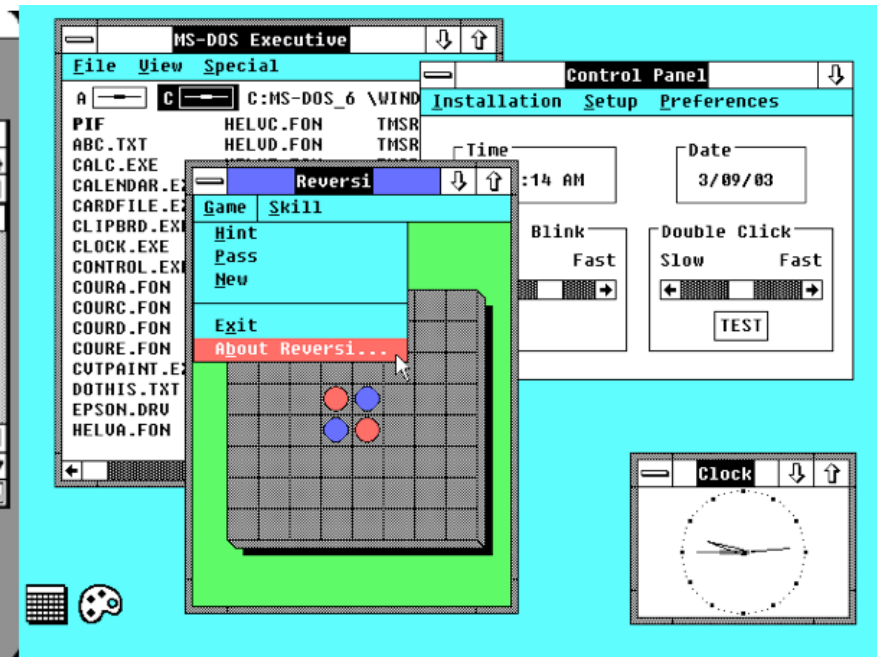 MS-DOS Executive
File View Special
A C C:MS-DOS_6 \WIND
PIF HELVC.FON TMSR
ABC.TXT HELVD.FON TMSR
CALC.EXE
CALENDAR.E
CARDFILE.E
CLIPBRD.EX
CLOCK.EXE
CONTROL.EX
COURA.FON
COURC.FON
COURD.FON
COURE.FON
CVTPAINT.E
DOTHIS.TXT
EPSON.DRV
HELVA.FON
Control Panel
Installation Setup Preferences
Time Date
:14 AM 3/09/03
Blink Double Click
Fast Slow Fast
TEST
Reversi
Game Skill
Hint
Pass
New
Exit
About Reversi...
Clock